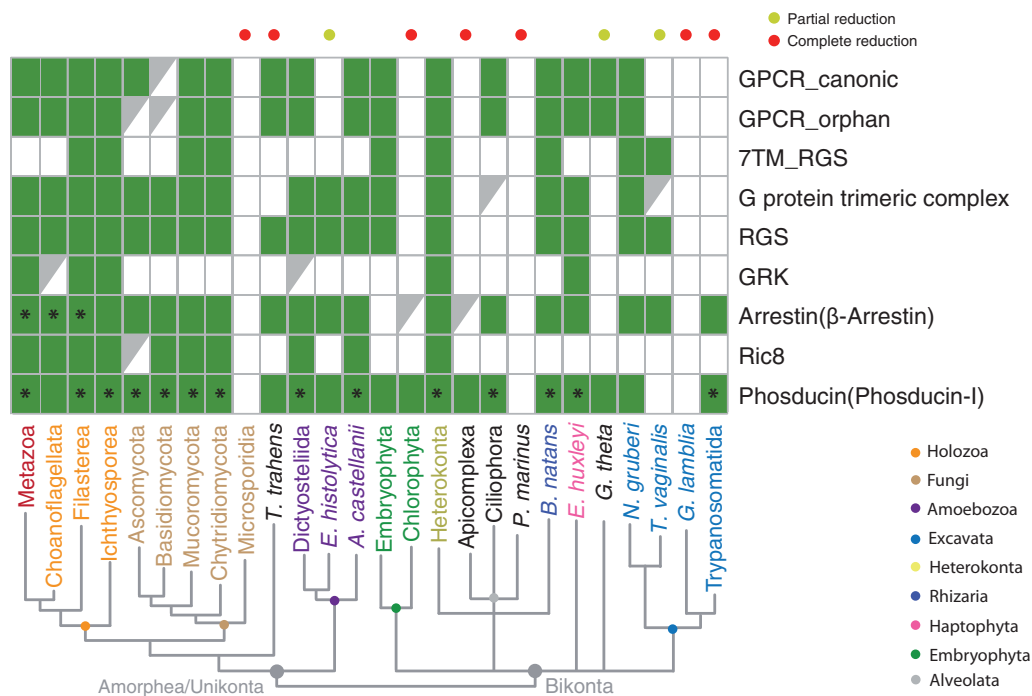 Partial reduction
Complete reduction
GPCR_canonic
GPCR_orphan
7TM_RGS
G protein trimeric complex
RGS
GRK
* * *
Arrestin(β-Arrestin)
Ric8
* * * * * * * * * * * * * *
Phosducin(Phosducin-I)
Metazoa
Choanoflagellata
Filasterea
Ichthyosporea
Ascomycota
Basidiomycota
Mucoromycota
Chytridiomycota
Microsporidia
T. trahens
Dictyosteliida
E. histolytica
A. castellanii
Embryophyta
Chlorophyta
Heterokonta
Apicomplexa
Ciliophora
P. marinus
B. natans
E. huxleyi
G. theta
N. gruberi
T. vaginalis
G. lamblia
Trypanosomatida
Holozoa
Fungi
Amoebozoa
Excavata
Heterokonta
Rhizaria
Haptophyta
Embryophyta
Alveolata
Amorphea/Unikonta
Bikonta